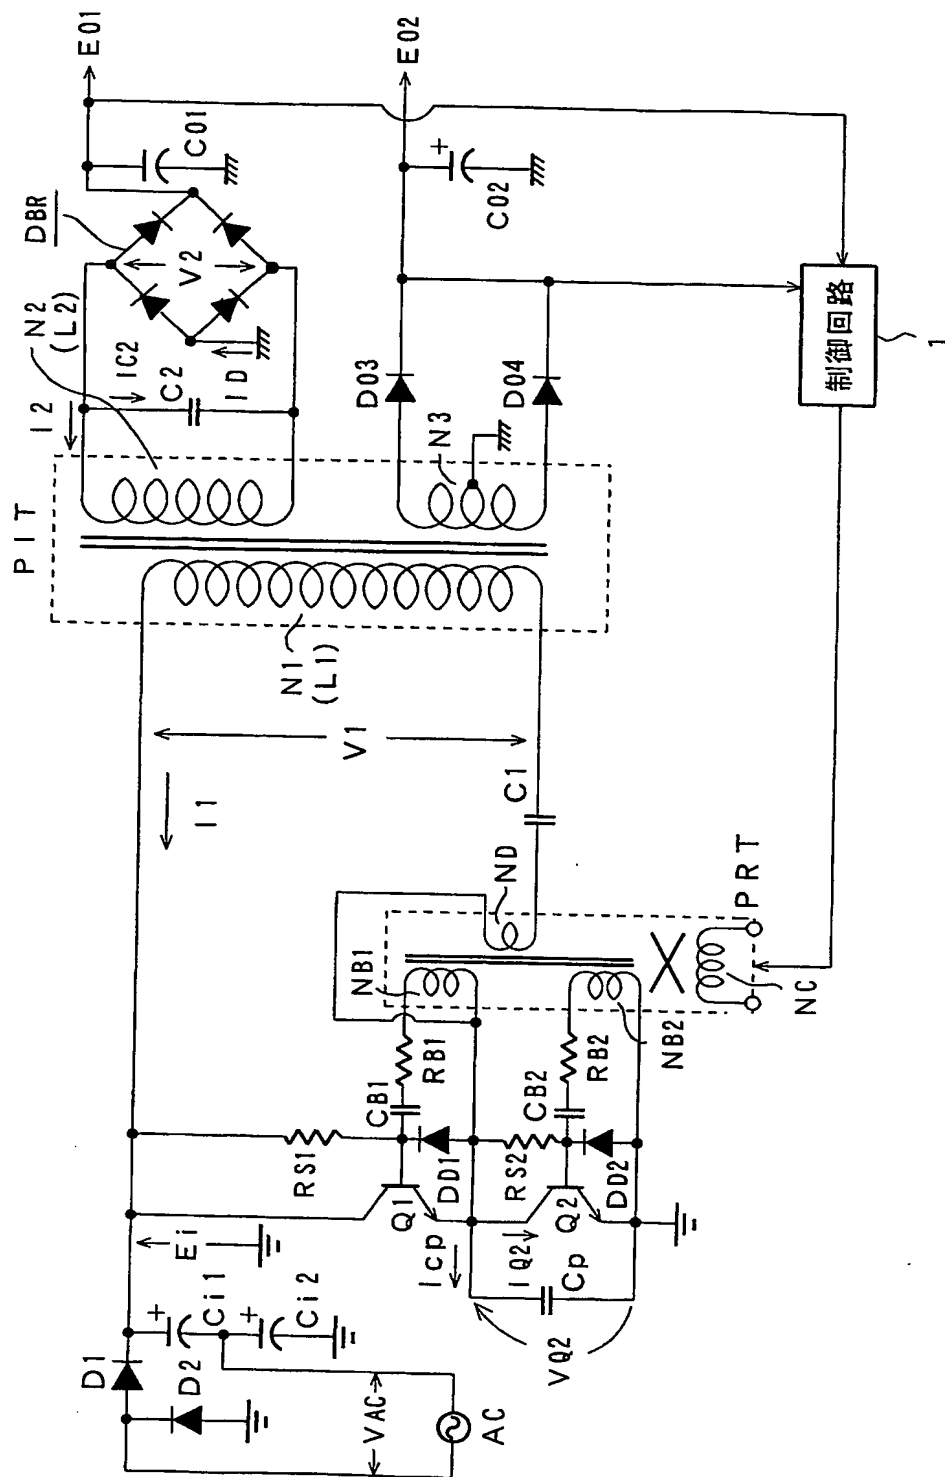 D1
D2
Ci1
Ci2
VAC
AC
Ei
RS1
Q1
DD1
CB1
RB1
NB1
RS2
Q2
DD2
CB2
RB2
NB2
Icp
IQ2
Cp
VQ2
ND
PRT
NC
C1
I1
V1
N1
(L1)
PIT
I2
N2
(L2)
IC2
C2
ID
V2
DBR
C01
E01
N3
D03
D04
C02
E02
制御回路
1